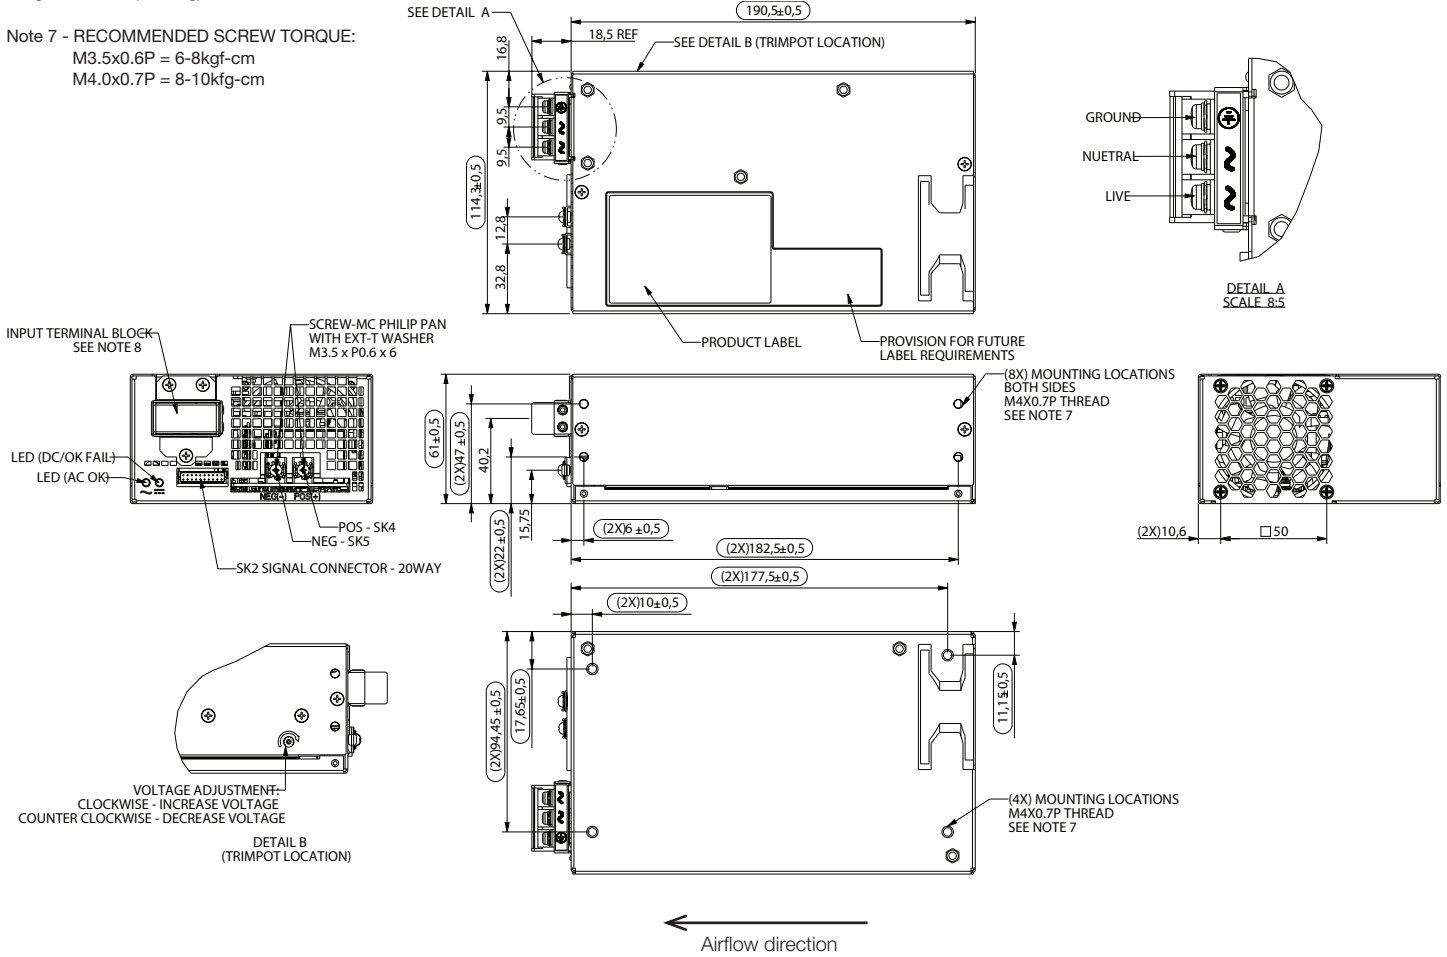 Note 7 - RECOMMENDED SCREW TORQUE:
M3.5x0.6P = 6-8kgf-cm
M4.0x0.7P = 8-10kfg-cm
SEE DETAIL A
190,5±0,5
18,5 REF
SEE DETAIL B (TRIMPOT LOCATION)
16,8
9,5
9,5
114,3±0,5
12,8
32,8
PRODUCT LABEL
PROVISION FOR FUTURE
LABEL REQUIREMENTS
GROUND
NUETRAL
LIVE
DETAIL A
SCALE 8:5
INPUT TERMINAL BLOCK
SEE NOTE 8
SCREW-MC PHILIP PAN
WITH EXT-T WASHER
M3.5 x P0.6 x 6
LED (DC/OK FAIL)
LED (AC OK)
NEG(-) POS(+)
POS - SK4
NEG - SK5
SK2 SIGNAL CONNECTOR - 20WAY
61±0,5
(2X)47 ±0,5
40,2
(2X)22 ±0,5
15,75
(8X) MOUNTING LOCATIONS
BOTH SIDES
M4X0.7P THREAD
SEE NOTE 7
(2X)6 ±0,5
(2X)182,5±0,5
(2X)10,6
□50
(2X)177,5±0,5
(2X)10±0,5
(2X)94,45 ±0,5
17,65±0,5
11,15±0,5
(4X) MOUNTING LOCATIONS
M4X0.7P THREAD
SEE NOTE 7
VOLTAGE ADJUSTMENT:
CLOCKWISE - INCREASE VOLTAGE
COUNTER CLOCKWISE - DECREASE VOLTAGE
DETAIL B
(TRIMPOT LOCATION)
Airflow direction